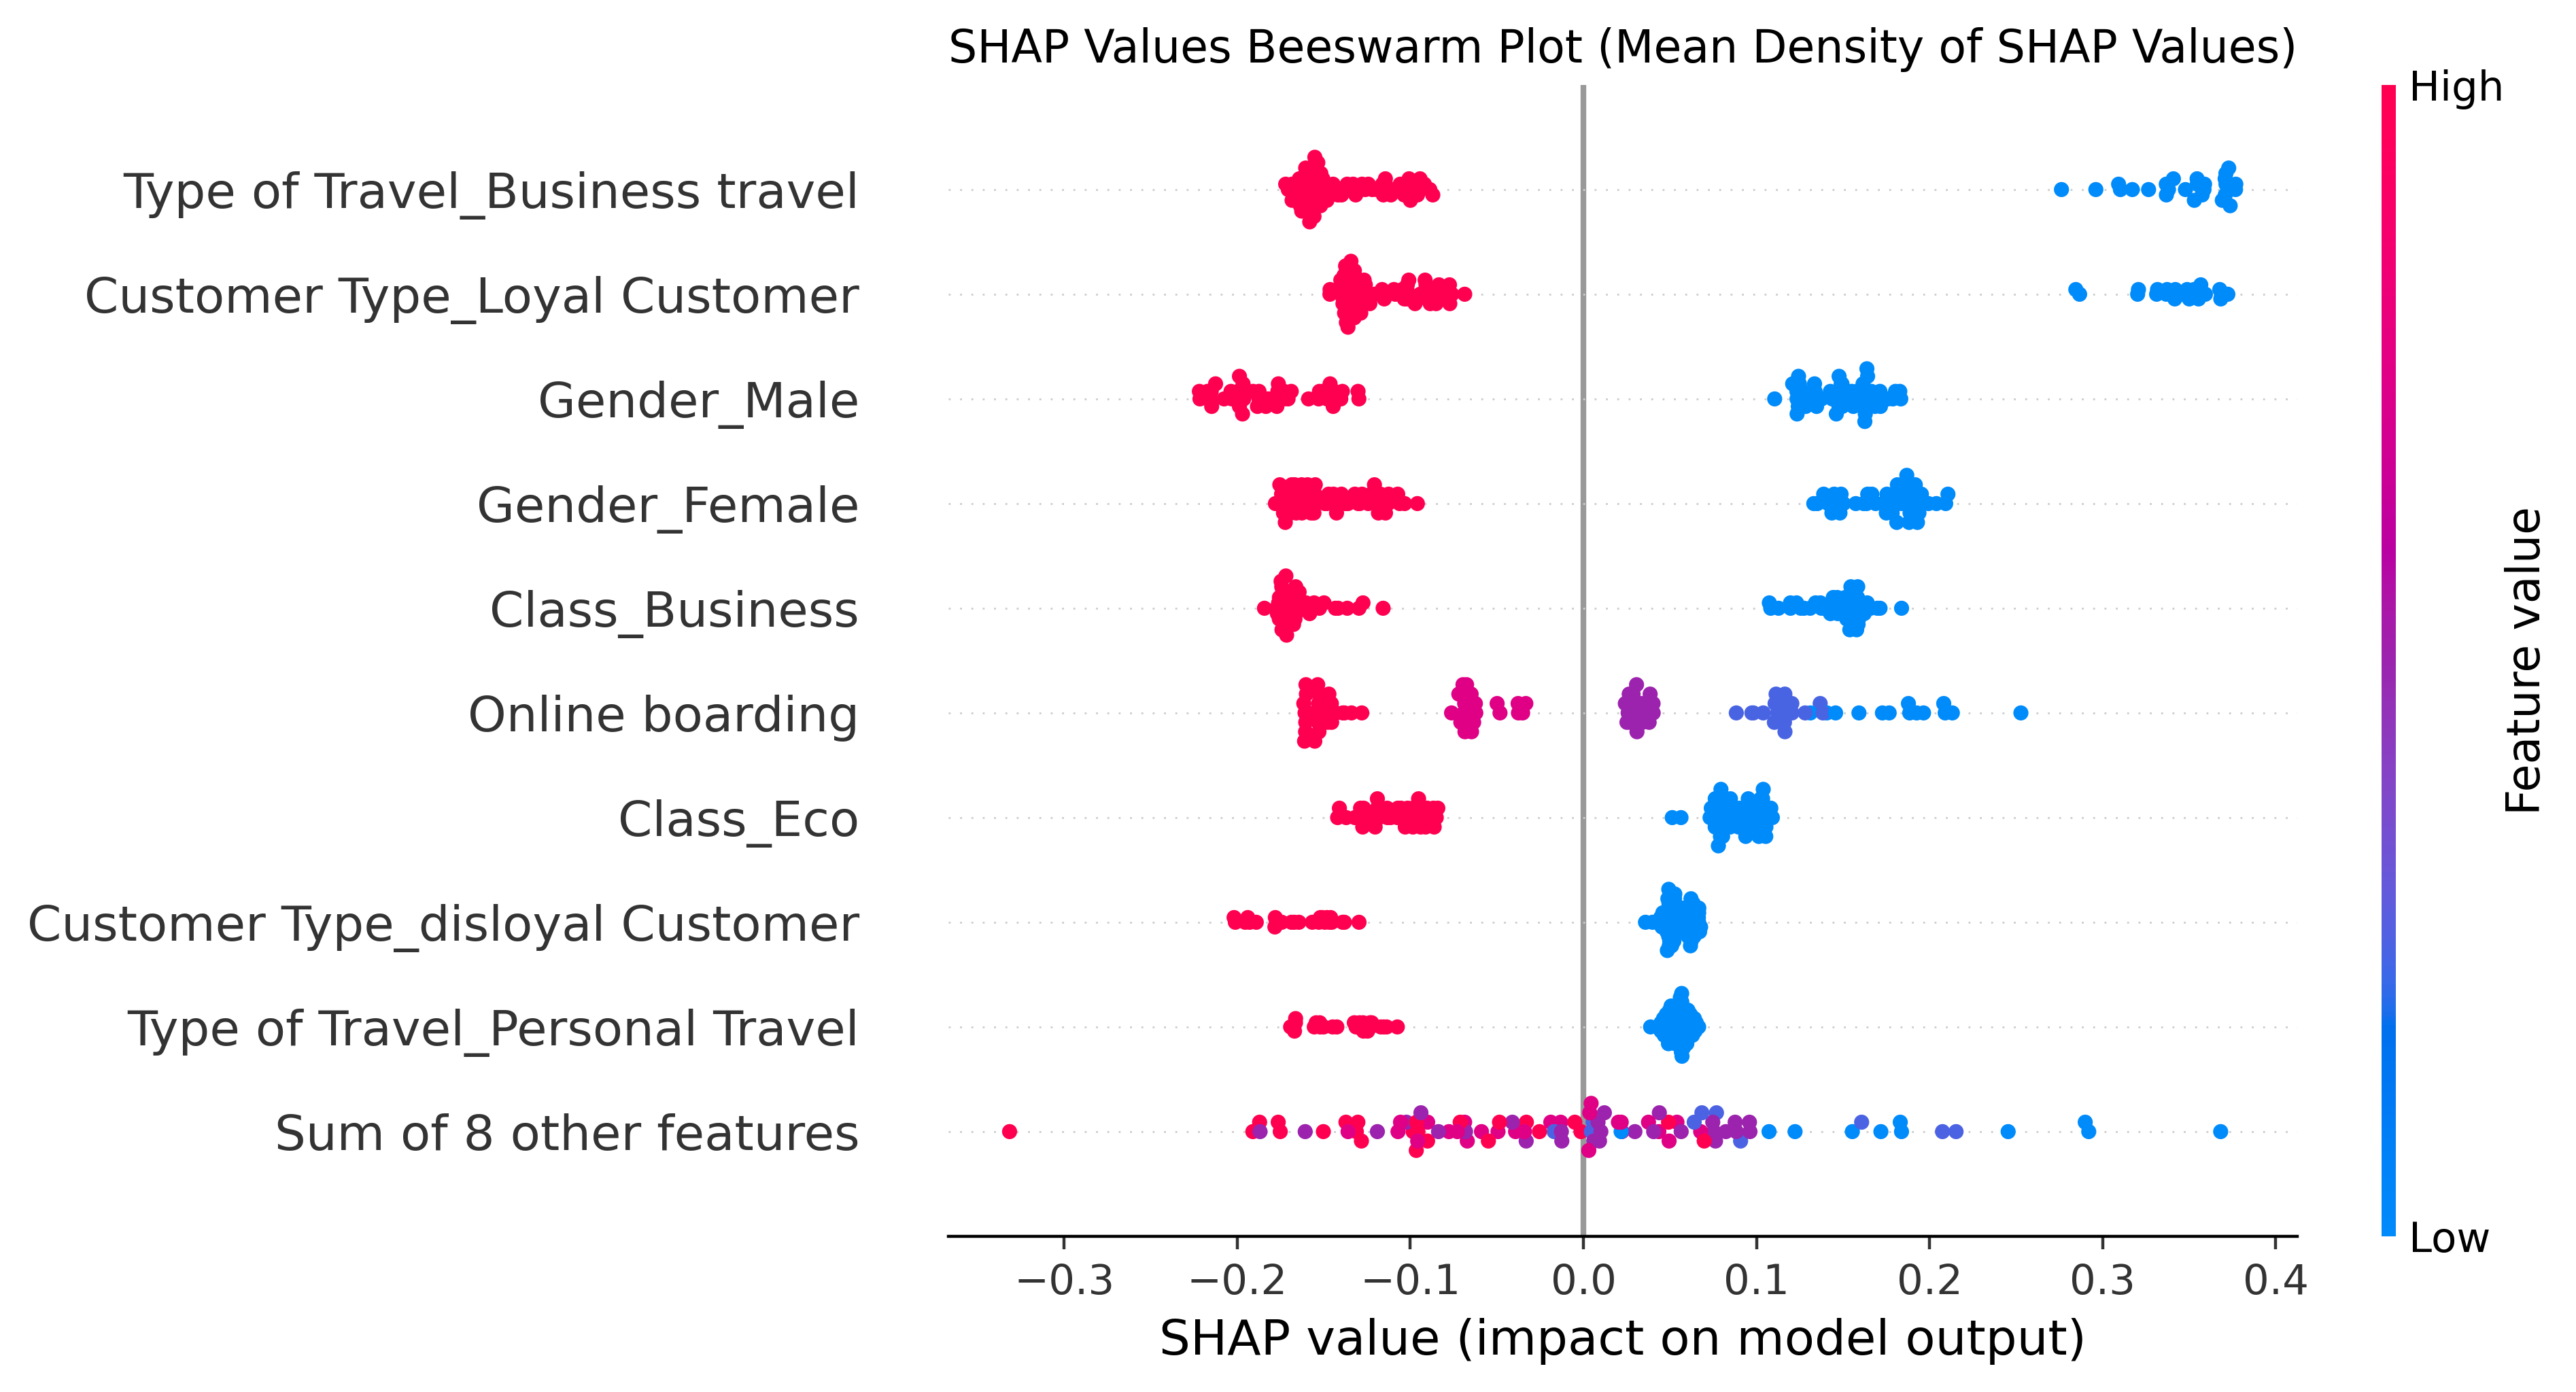 SHAP Values Beeswarm Plot (Mean Density of SHAP Values)
High
Type of Travel_Business travel
Customer Type_Loyal Customer
Gender_Male
Gender_Female
Class_Business
Online boarding
Class_Eco
Customer Type_disloyal Customer
Type of Travel_Personal Travel
Sum of 8 other features
Feature value
Low
−0.3 −0.2 −0.1 0.0 0.1 0.2 0.3 0.4
SHAP value (impact on model output)